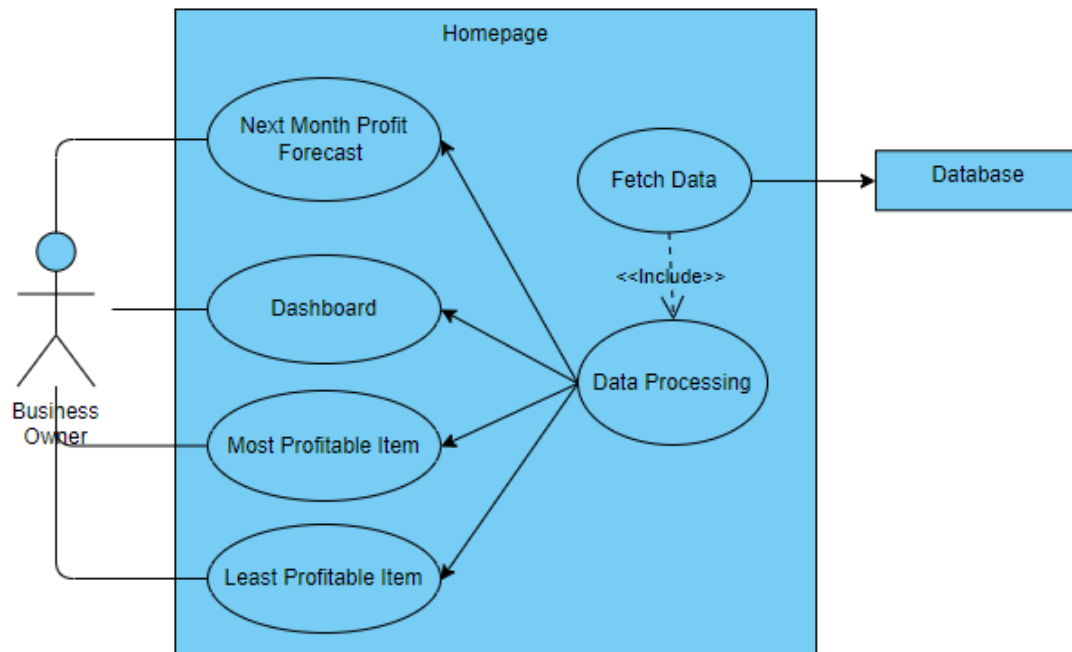 Homepage
Next Month Profit
Forecast
Fetch Data
Database
<<Include>>
Dashboard
Data Processing
Business
Owner
Most Profitable Item
Least Profitable Item